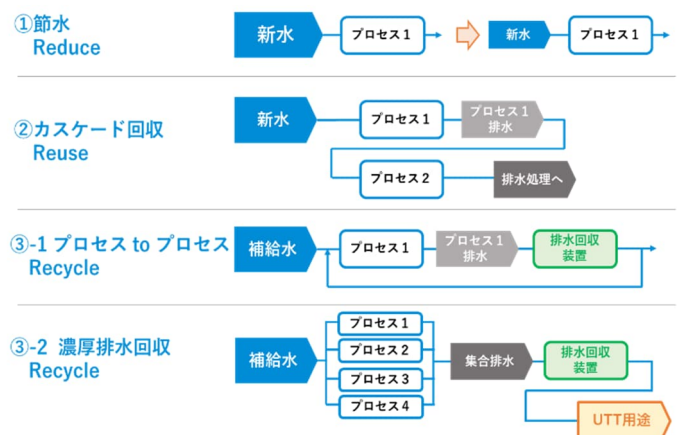 ①節水
Reduce
新水
プロセス1
新水
プロセス1
②カスケード回収
Reuse
新水
プロセス1
プロセス1
排水
プロセス2
排水処理へ
③-1 プロセス to プロセス
Recycle
補給水
プロセス1
プロセス1
排水
排水回収
装置
③-2 濃厚排水回収
Recycle
補給水
プロセス1
プロセス2
プロセス3
プロセス4
集合排水
排水回収
装置
UTT用途